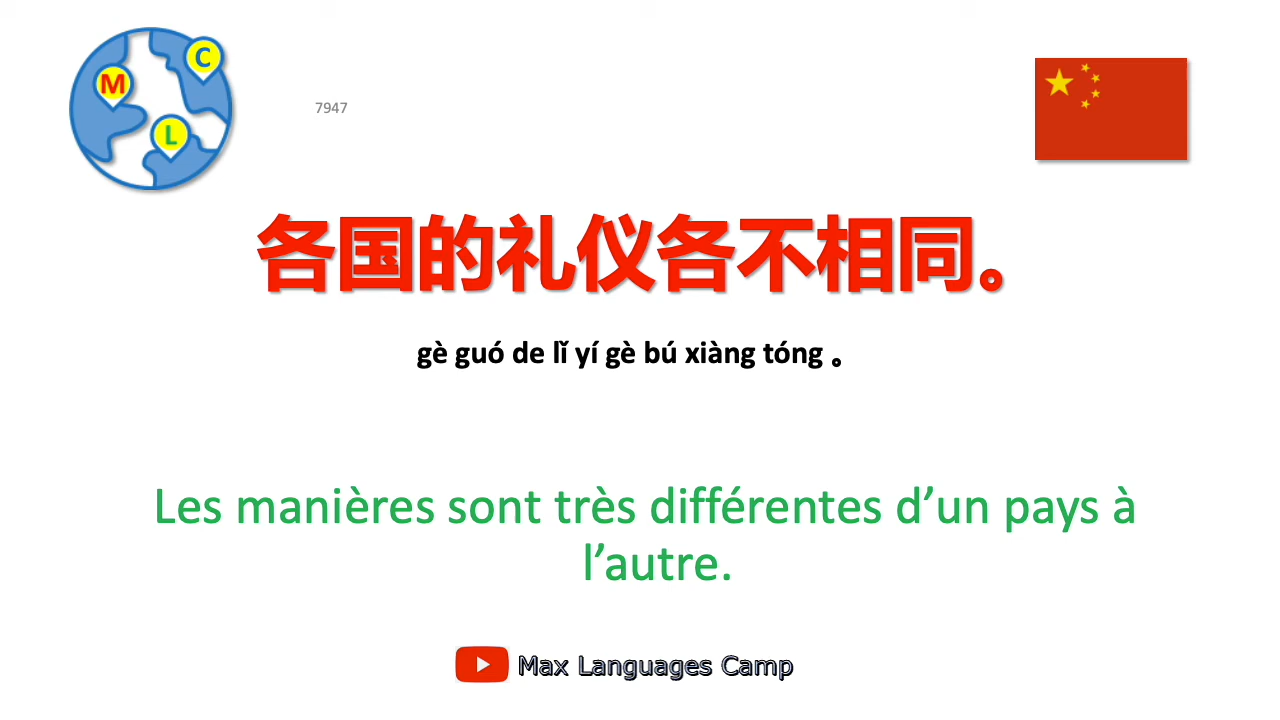 M
C
L
7947
各国的礼仪各不相同。
gè guó de lǐ yí gè bú xiàng tóng 。
Les manières sont très différentes d’un pays à
l’autre.
Max Languages Camp